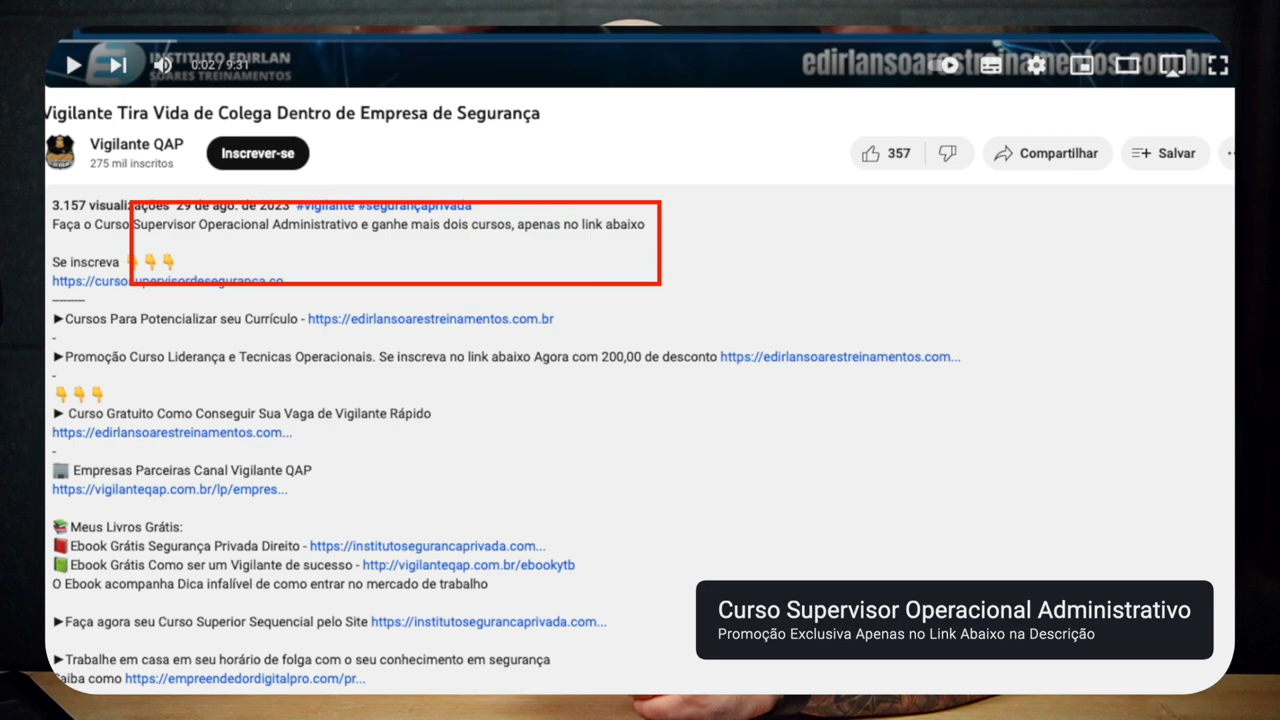 INSTITUTO EDIRLAN
SOARES TREINAMENTOS
0:02 / 9:31
edirlansoarestreinamentos.com.br
Vigilante Tira Vida de Colega Dentro de Empresa de Segurança
Vigilante QAP
275 mil inscritos
Inscrever-se
357
Compartilhar
Salvar
3.157 visualizações 29 de ago. de 2023 #vigilante #segurançaprivada
Faça o Curso Supervisor Operacional Administrativo e ganhe mais dois cursos, apenas no link abaixo
Se inscreva 👇👇👇
https://cursosupervisordeseguranca.co
---------
►Cursos Para Potencializar seu Currículo - https://edirlansoarestreinamentos.com.br
-
►Promoção Curso Liderança e Tecnicas Operacionais. Se inscreva no link abaixo Agora com 200,00 de desconto https://edirlansoarestreinamentos.com...
-
👇👇👇
► Curso Gratuito Como Conseguir Sua Vaga de Vigilante Rápido
https://edirlansoarestreinamentos.com...
-
🏢 Empresas Parceiras Canal Vigilante QAP
https://vigilanteqap.com.br/lp/empres...
📚 Meus Livros Grátis:
📕 Ebook Grátis Segurança Privada Direito - https://institutosegurancaprivada.com...
📗 Ebook Grátis Como ser um Vigilante de sucesso - http://vigilanteqap.com.br/ebookytb
O Ebook acompanha Dica infalível de como entrar no mercado de trabalho
►Faça agora seu Curso Superior Sequencial pelo Site https://institutosegurancaprivada.com...
►Trabalhe em casa em seu horário de folga com o seu conhecimento em segurança
Saiba como https://empreendedordigitalpro.com/pr...
Curso Supervisor Operacional Administrativo
Promoção Exclusiva Apenas no Link Abaixo na Descrição